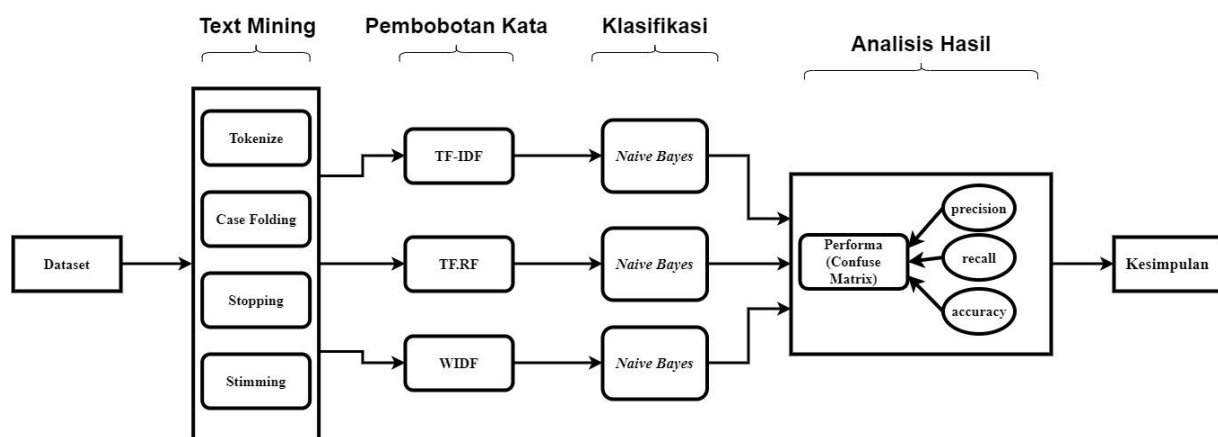 Text Mining
Pembobotan Kata
Klasifikasi
Analisis Hasil
Dataset
Tokenize
Case Folding
Stopping
Stimming
TF-IDF
TF.RF
WIDF
Naive Bayes
Naive Bayes
Naive Bayes
Performa
(Confuse
Matrix)
precision
recall
accuracy
Kesimpulan